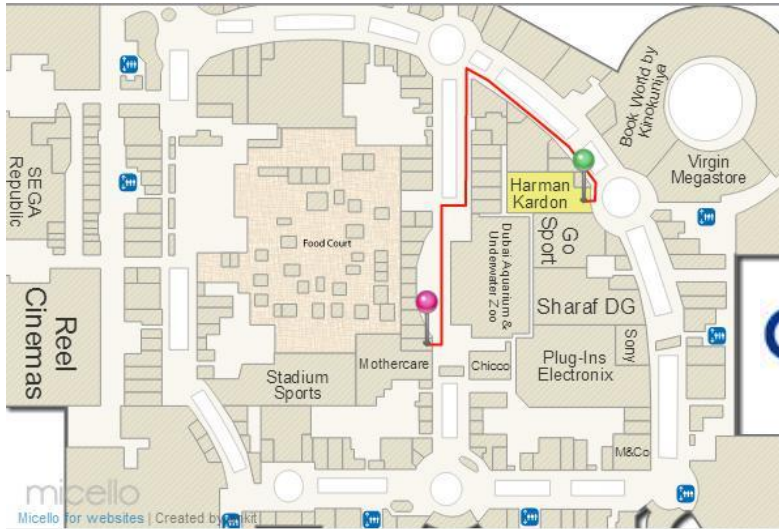 Book World by
Kinokuniya
SEGA
Republic
Virgin
Megastore
Harman
Kardon
Food Court
Go
Sport
Dubai Aquarium &
Underwater Zoo
Reel
Cinemas
Sharaf DG
Sony
Mothercare
Chicco
Plug-Ins
Electronix
Stadium
Sports
M&Co
micello
Micello for websites | Created by